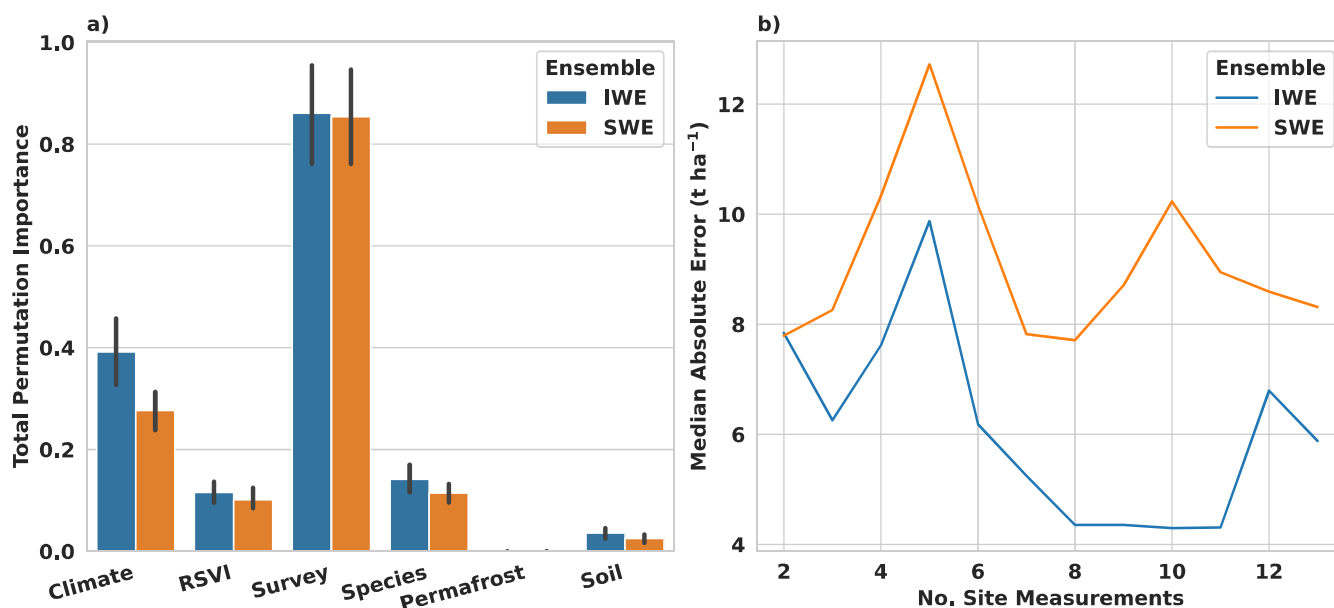 a)
Total Permutation Importance
1.0
0.8
0.6
0.4
0.2
0.0
Ensemble
IWE
SWE
Climate
RSVI
Survey
Species
Permafrost
Soil
b)
Median Absolute Error (t ha⁻¹)
12
10
8
6
4
Ensemble
IWE
SWE
2 4 6 8 10 12
No. Site Measurements